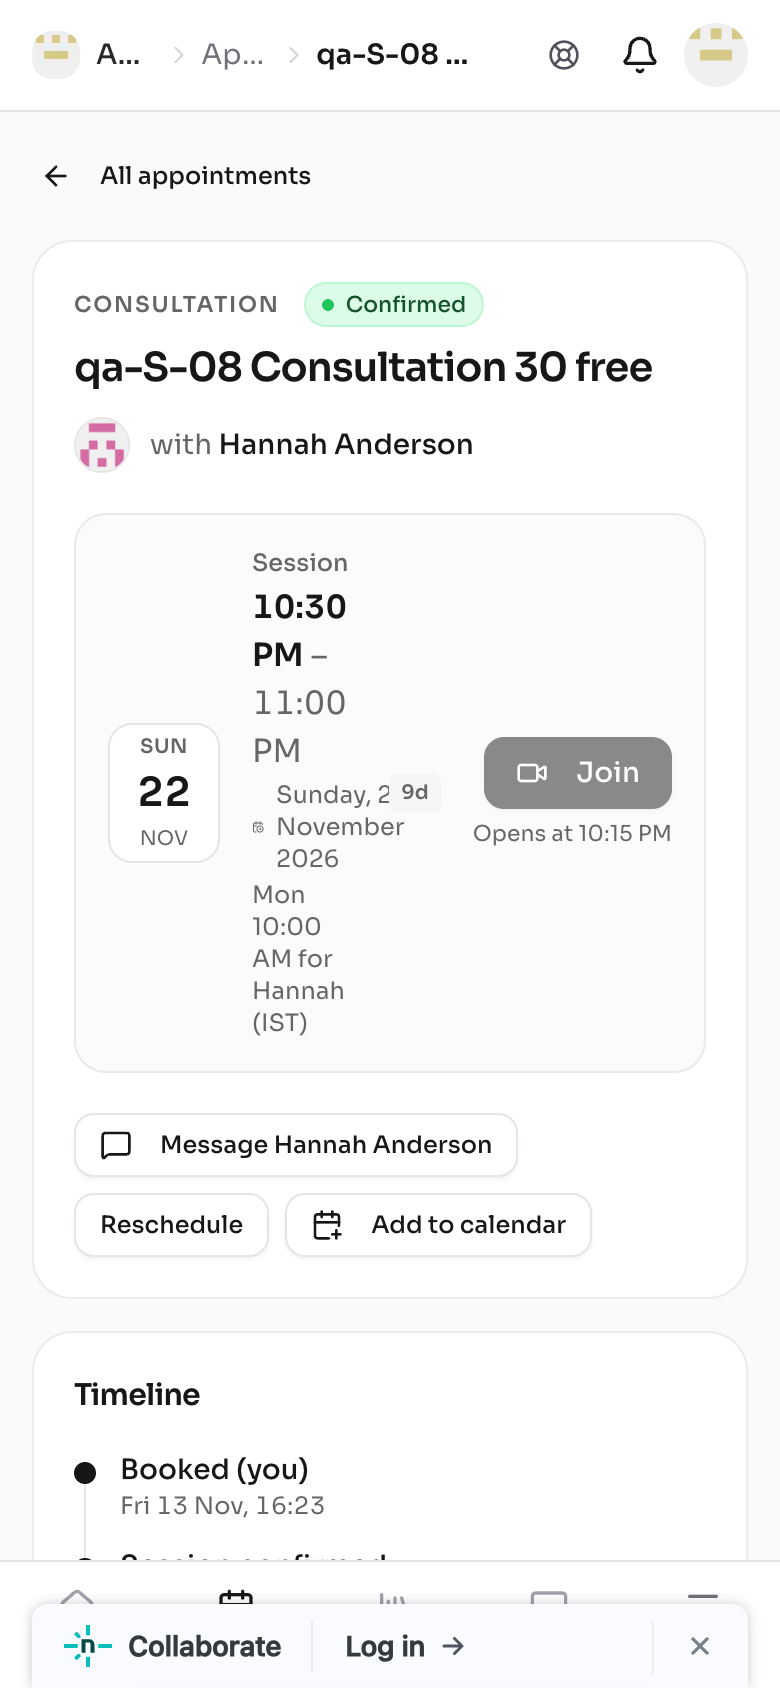 A...
Ap...
qa-S-08 ...
All appointments
CONSULTATION
Confirmed
qa-S-08 Consultation 30 free
with Hannah Anderson
SUN
22
NOV
Session
10:30
PM –
11:00
PM
Sunday, 2
9d
November
2026
Mon
10:00
AM for
Hannah
(IST)
Join
Opens at 10:15 PM
Message Hannah Anderson
Reschedule
Add to calendar
Timeline
Booked (you)
Fri 13 Nov, 16:23
Session confirmed
n
Collaborate
Log in